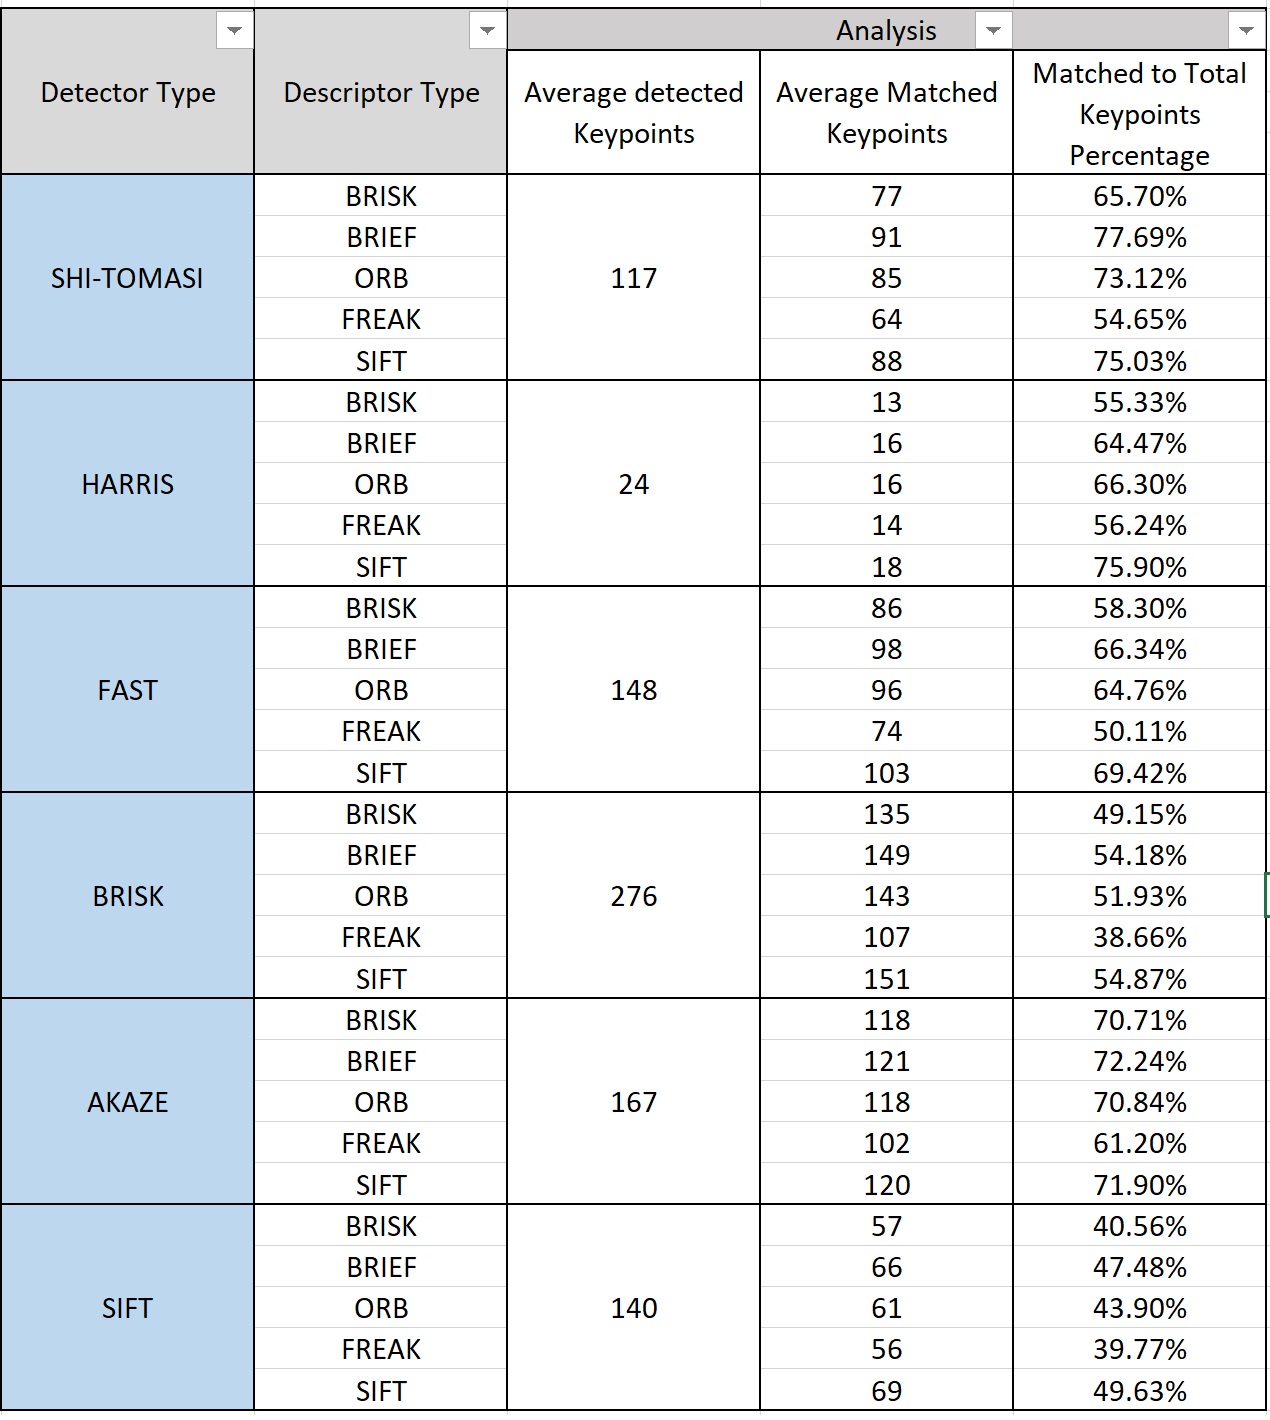 Analysis
Detector Type
Descriptor Type
Average detected
Keypoints
Average Matched
Keypoints
Matched to Total
Keypoints
Percentage
SHI-TOMASI
BRISK
117
77
65.70%
BRIEF
91
77.69%
ORB
85
73.12%
FREAK
64
54.65%
SIFT
88
75.03%
HARRIS
BRISK
24
13
55.33%
BRIEF
16
64.47%
ORB
16
66.30%
FREAK
14
56.24%
SIFT
18
75.90%
FAST
BRISK
148
86
58.30%
BRIEF
98
66.34%
ORB
96
64.76%
FREAK
74
50.11%
SIFT
103
69.42%
BRISK
BRISK
276
135
49.15%
BRIEF
149
54.18%
ORB
143
51.93%
FREAK
107
38.66%
SIFT
151
54.87%
AKAZE
BRISK
167
118
70.71%
BRIEF
121
72.24%
ORB
118
70.84%
FREAK
102
61.20%
SIFT
120
71.90%
SIFT
BRISK
140
57
40.56%
BRIEF
66
47.48%
ORB
61
43.90%
FREAK
56
39.77%
SIFT
69
49.63%